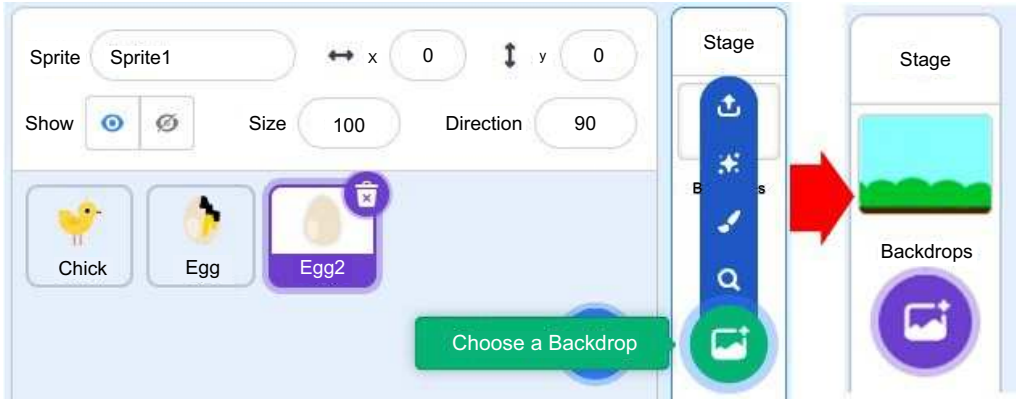 Sprite Sprite1 x 0 y 0
Show Size 100 Direction 90
Chick Egg Egg2
Choose a Backdrop
Stage
Stage
Backdrops